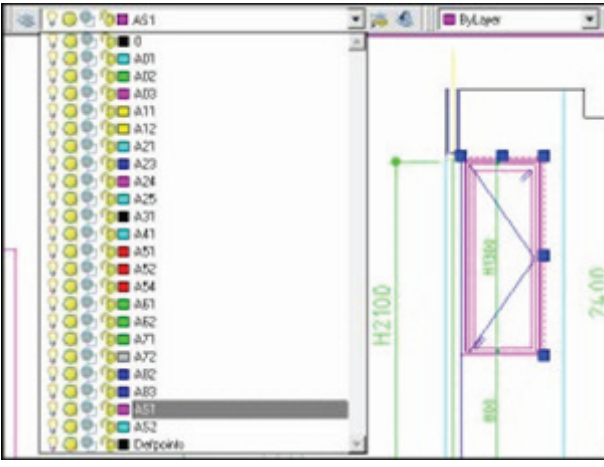 AS1
ByLayer
0
A01
A02
A03
A11
A12
A21
A23
A24
A25
A31
A41
A51
A52
A54
A61
A62
A71
A72
A82
A83
AS1
AS2
Defpoints
H2100
H1300
800
2400